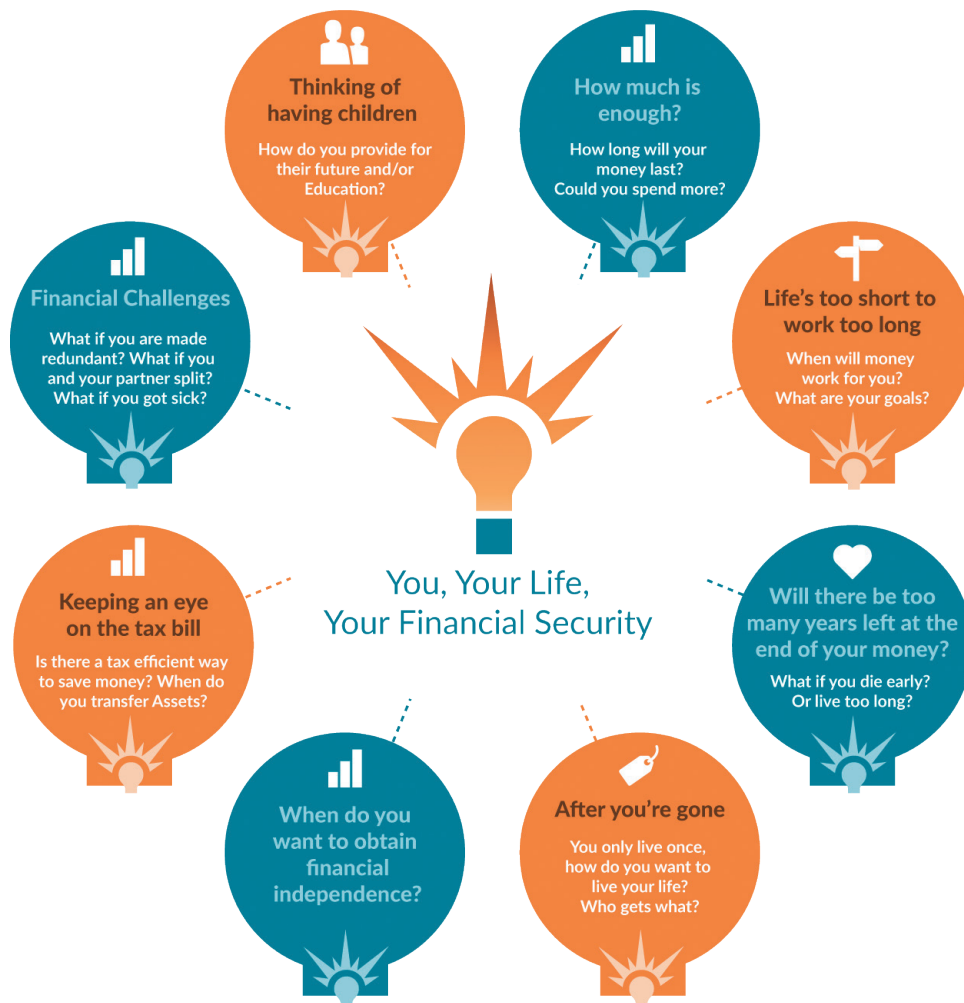 Thinking of
having children
How do you provide for
their future and/or
Education?
How much is
enough?
How long will your
money last?
Could you spend more?
Financial Challenges
What if you are made
redundant? What if you
and your partner split?
What if you got sick?
Life's too short to
work too long
When will money
work for you?
What are your goals?
You, Your Life,
Your Financial Security
Keeping an eye
on the tax bill
Is there a tax efficient way
to save money? When do
you transfer Assets?
Will there be too
many years left at the
end of your money?
What if you die early?
Or live too long?
When do you
want to obtain
financial
independence?
After you're gone
You only live once,
how do you want to
live your life?
Who gets what?